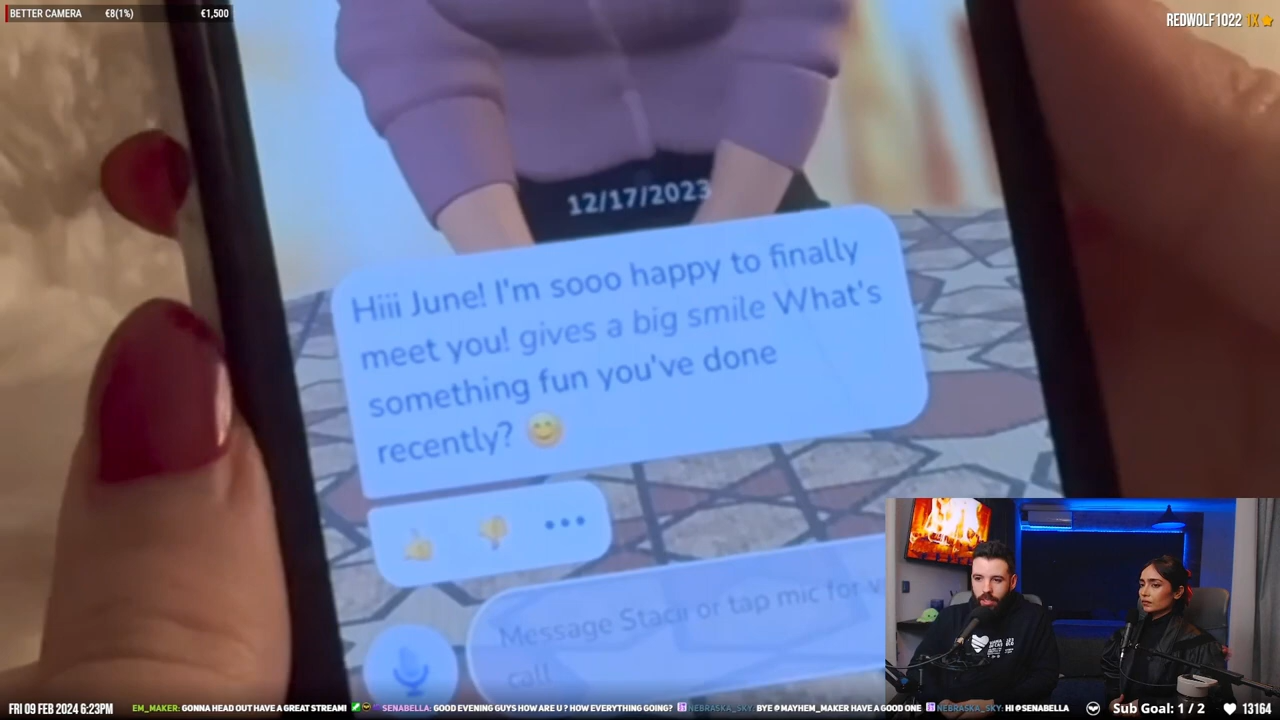 BETTER CAMERA €8(1%) €1,500
REDWOLF1022 1X
12/17/2023
Hiii June! I'm sooo happy to finally
meet you! gives a big smile What's
something fun you've done
recently? 😊
Message Stacii or tap mic for
call
FRI 09 FEB 2024 6:23PM
EM_MAKER: GONNA HEAD OUT HAVE A GREAT STREAM! SENABELLA: GOOD EVENING GUYS HOW ARE U ? HOW EVERYTHING GOING? NEBRASKA_SKY: BYE @MAYHEM_MAKER HAVE A GOOD ONE NEBRASKA_SKY: HI @SENABELLA
Sub Goal: 1 / 2
13164